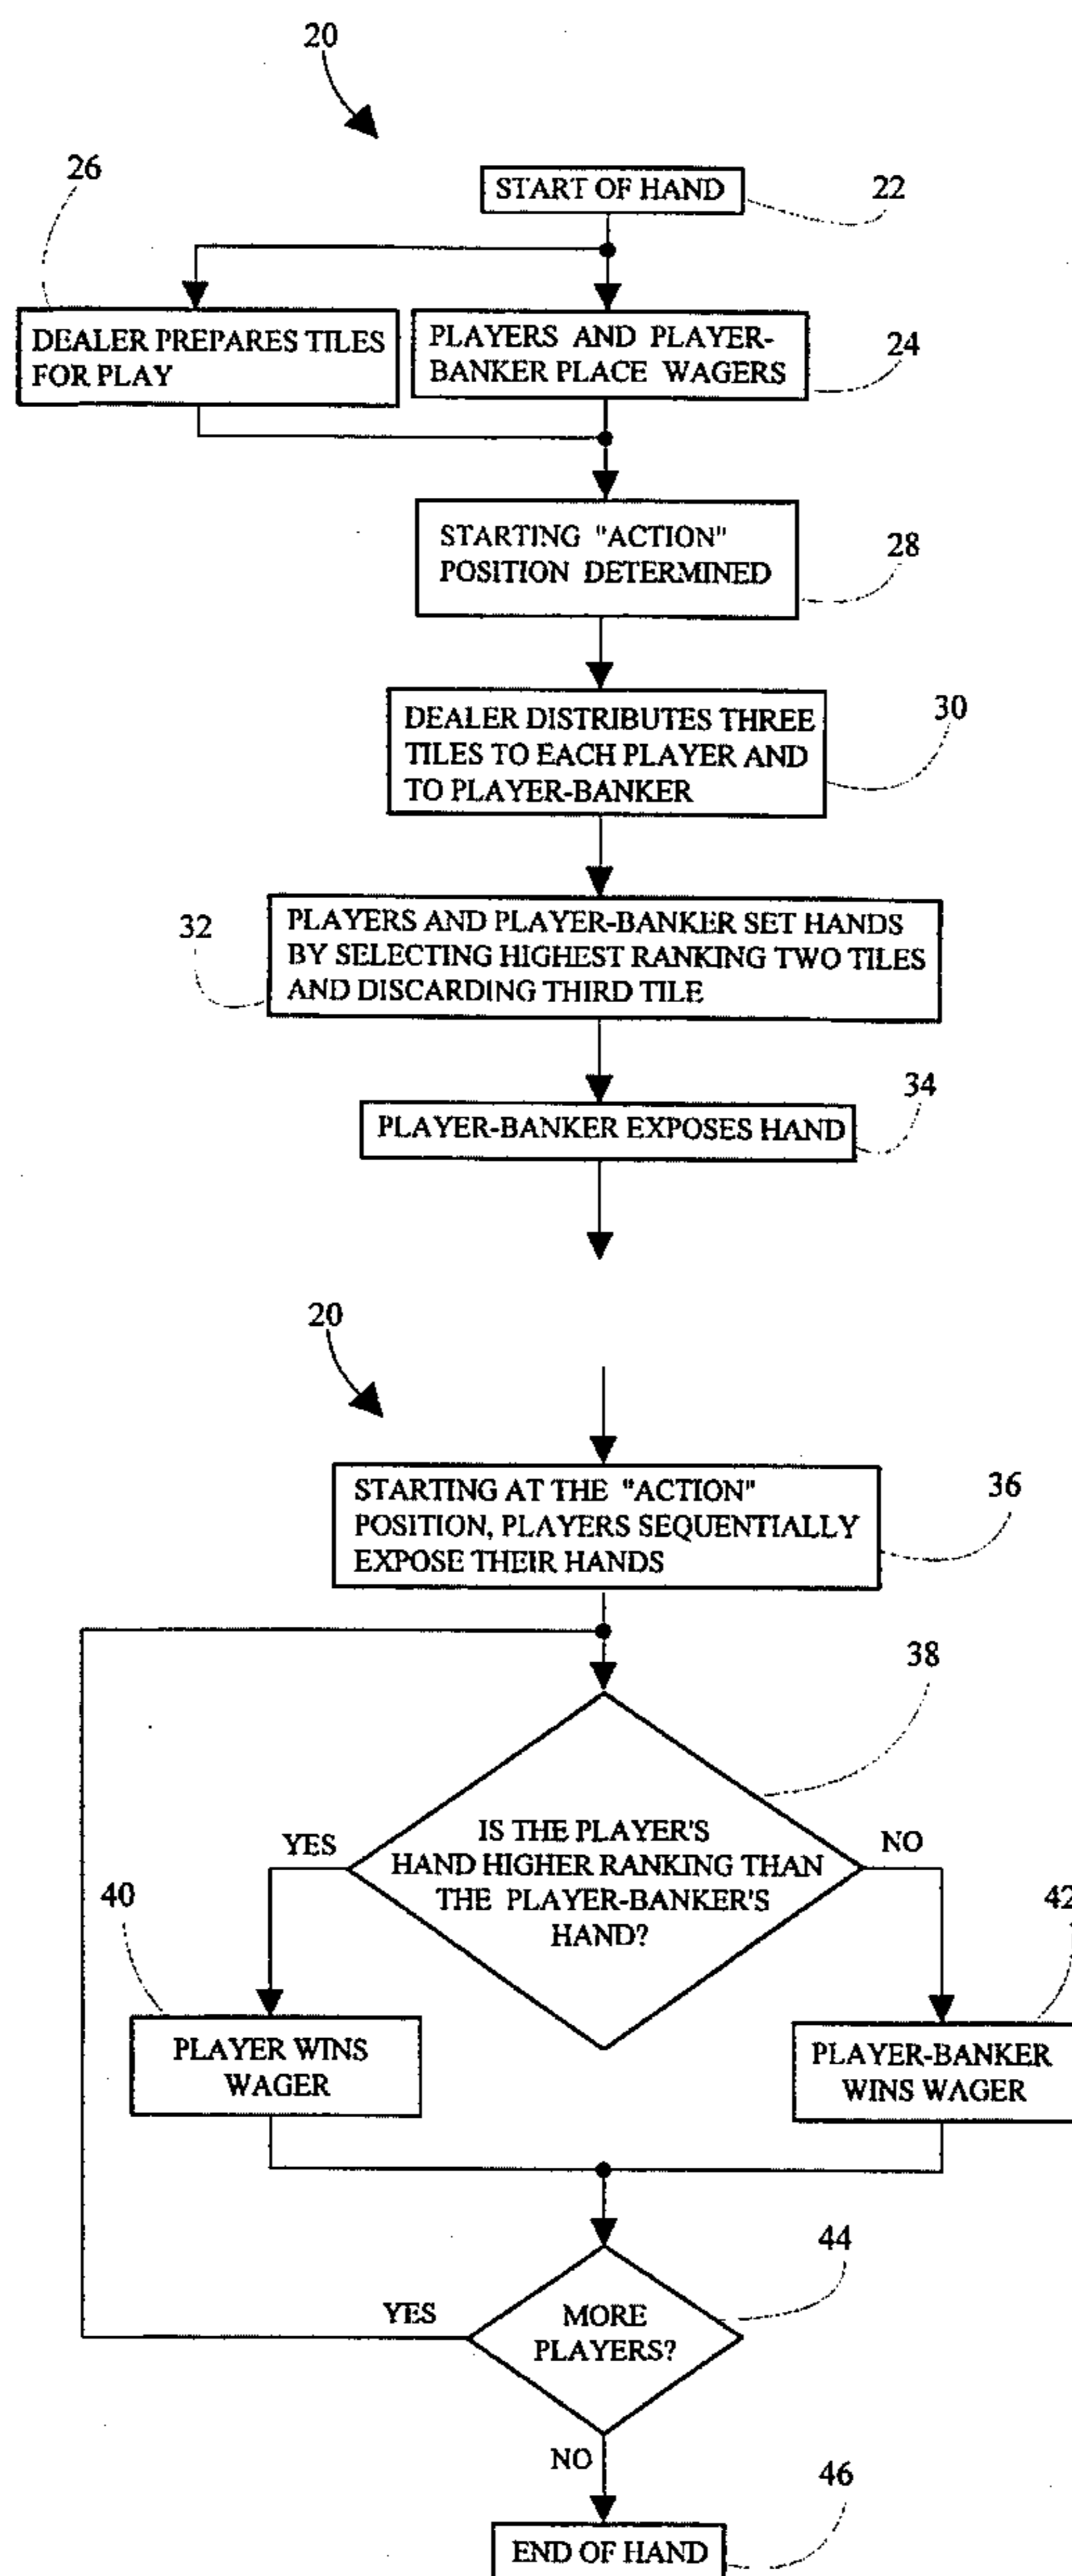 20
26
START OF HAND
22
DEALER PREPARES TILES
FOR PLAY
PLAYERS AND PLAYER-
BANKER PLACE WAGERS
24
STARTING "ACTION"
POSITION DETERMINED
28
DEALER DISTRIBUTES THREE
TILES TO EACH PLAYER AND
TO PLAYER-BANKER
30
32
PLAYERS AND PLAYER-BANKER SET HANDS
BY SELECTING HIGHEST RANKING TWO TILES
AND DISCARDING THIRD TILE
34
PLAYER-BANKER EXPOSES HAND
20
STARTING AT THE "ACTION"
POSITION, PLAYERS SEQUENTIALLY
EXPOSE THEIR HANDS
36
38
YES
IS THE PLAYER'S
HAND HIGHER RANKING THAN
THE PLAYER-BANKER'S
HAND?
NO
40
42
PLAYER WINS
WAGER
PLAYER-BANKER
WINS WAGER
44
YES
MORE
PLAYERS?
NO
46
END OF HAND